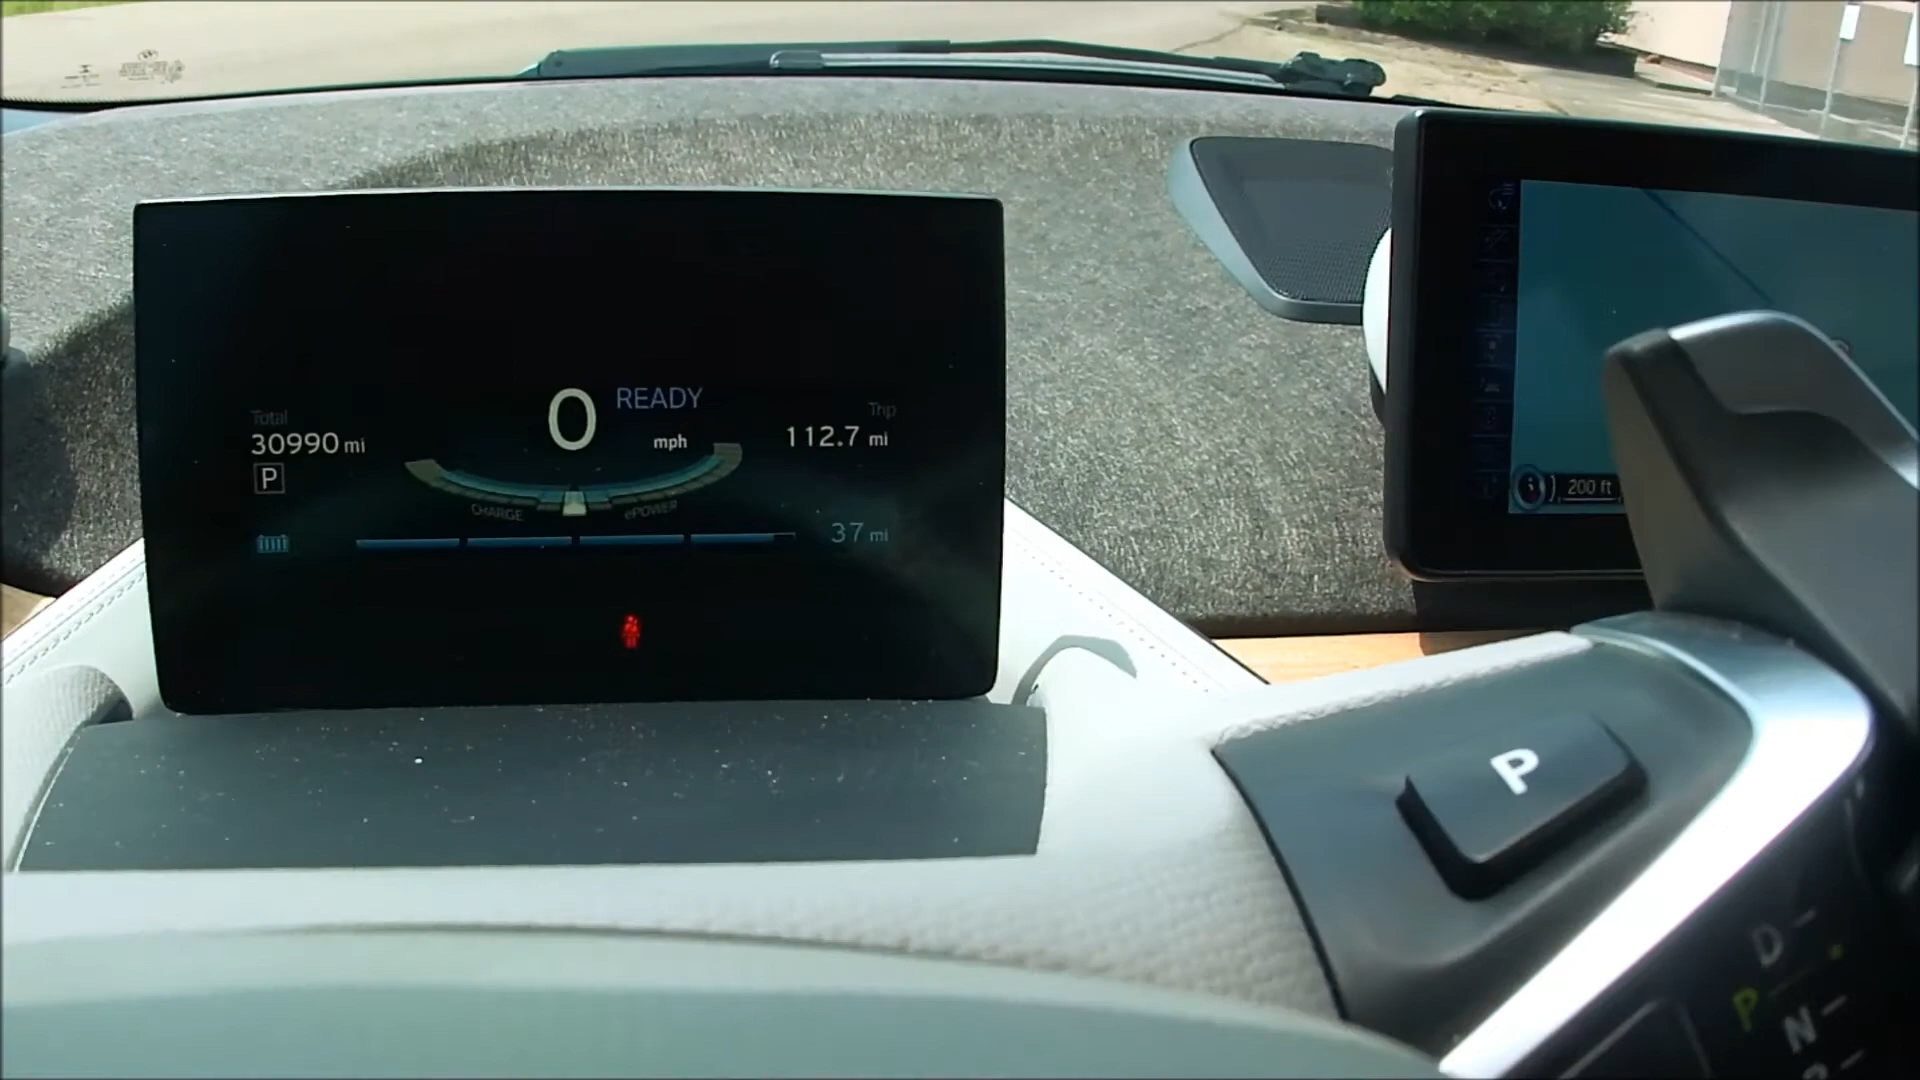 Total
30990 mi
P
0 READY
mph
Trip
112.7 mi
CHARGE
ePOWER
37 mi
200 ft
P
D
P
N